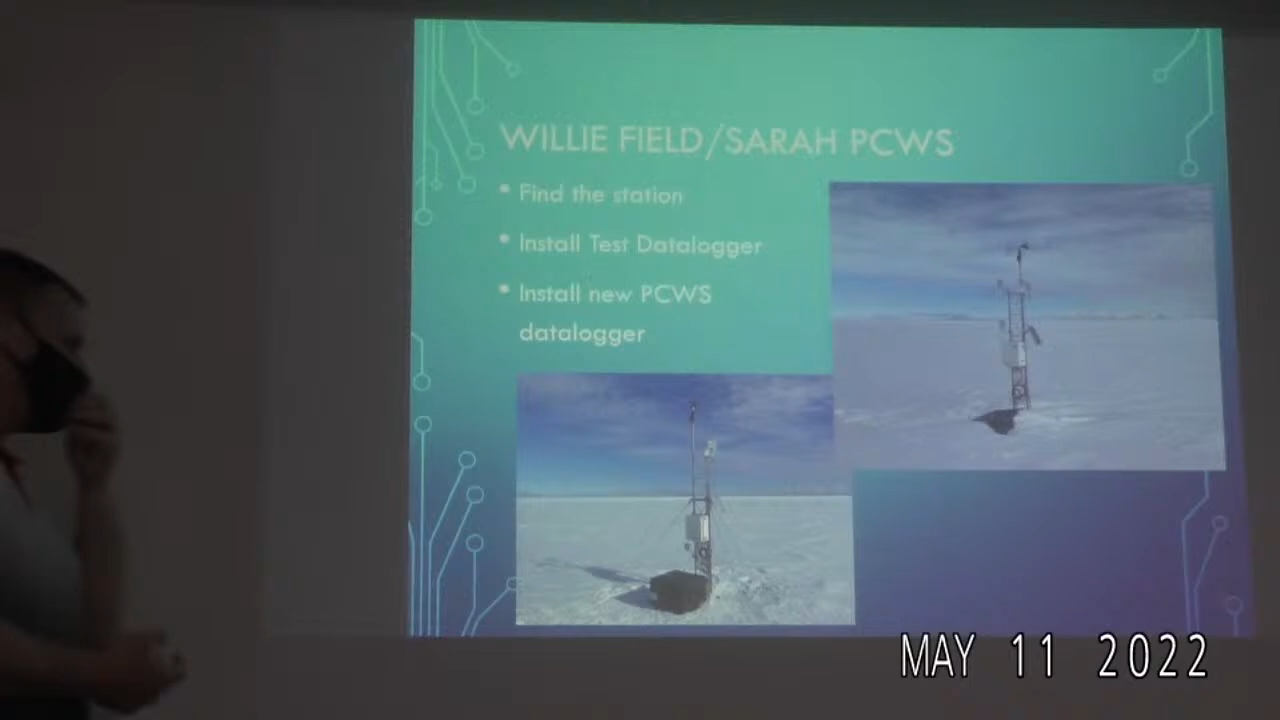 WILLIE FIELD/SARAH PCWS
• Find the station
• Install Test Datalogger
• Install new PCWS
datalogger
MAY 11 2022